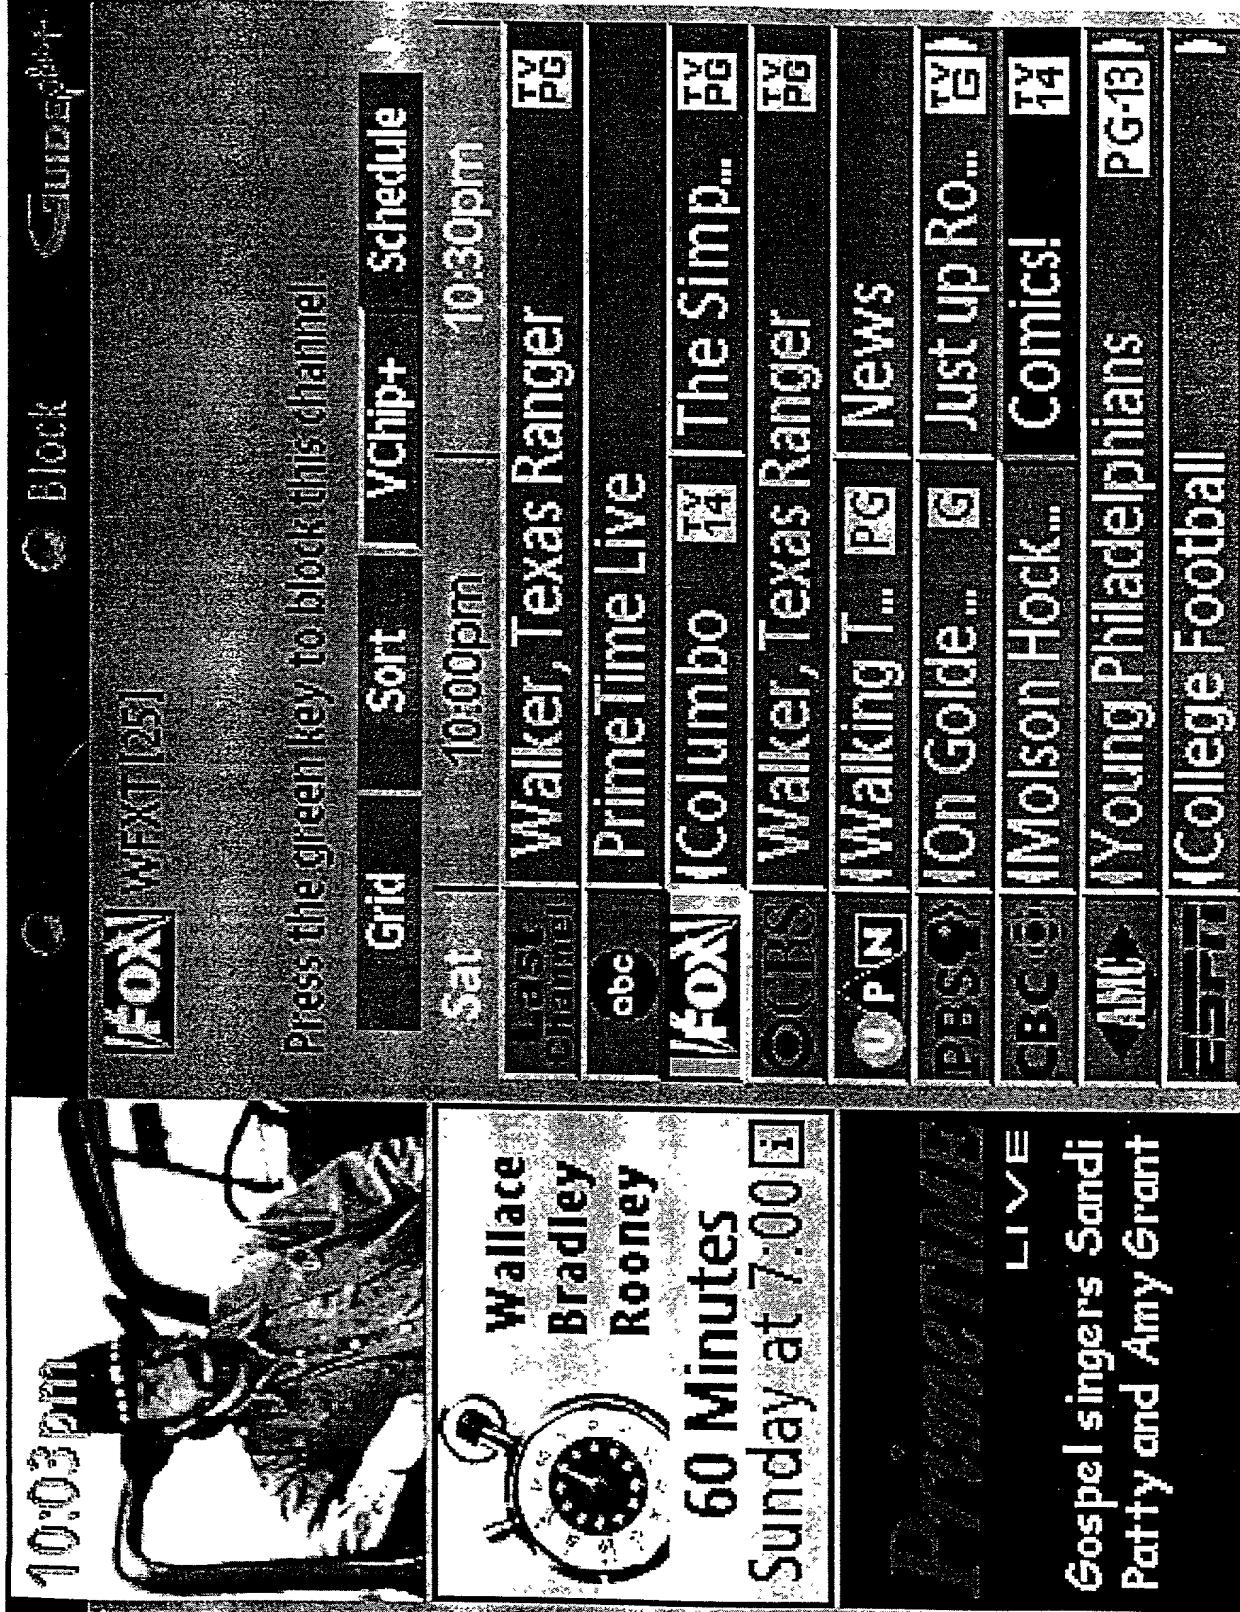 10:03pm
Block
GUIDE Plus+
FOX WFXT [25]
Press the green key to block this channel.
Grid Sort VChip+ Schedule
Sat 10:00pm 10:30pm
Last Channel Walker, Texas Ranger TV PG
abc PrimeTime Live
FOX Columbo TV 14 The Simp... TV PG
CBS Walker, Texas Ranger TV PG
UPN Walking T... PG News
PBS On Golde... G Just up Ro... TV G
CBC Molson Hock... Comics! TV 14
AMC Young Philadelphians PG-13
ESPN College Football
Wallace
Bradley
Rooney
60 Minutes
Sunday at 7:00 i
PrimeTIME
LIVE
Gospel singers Sandi
Patty and Amy Grant